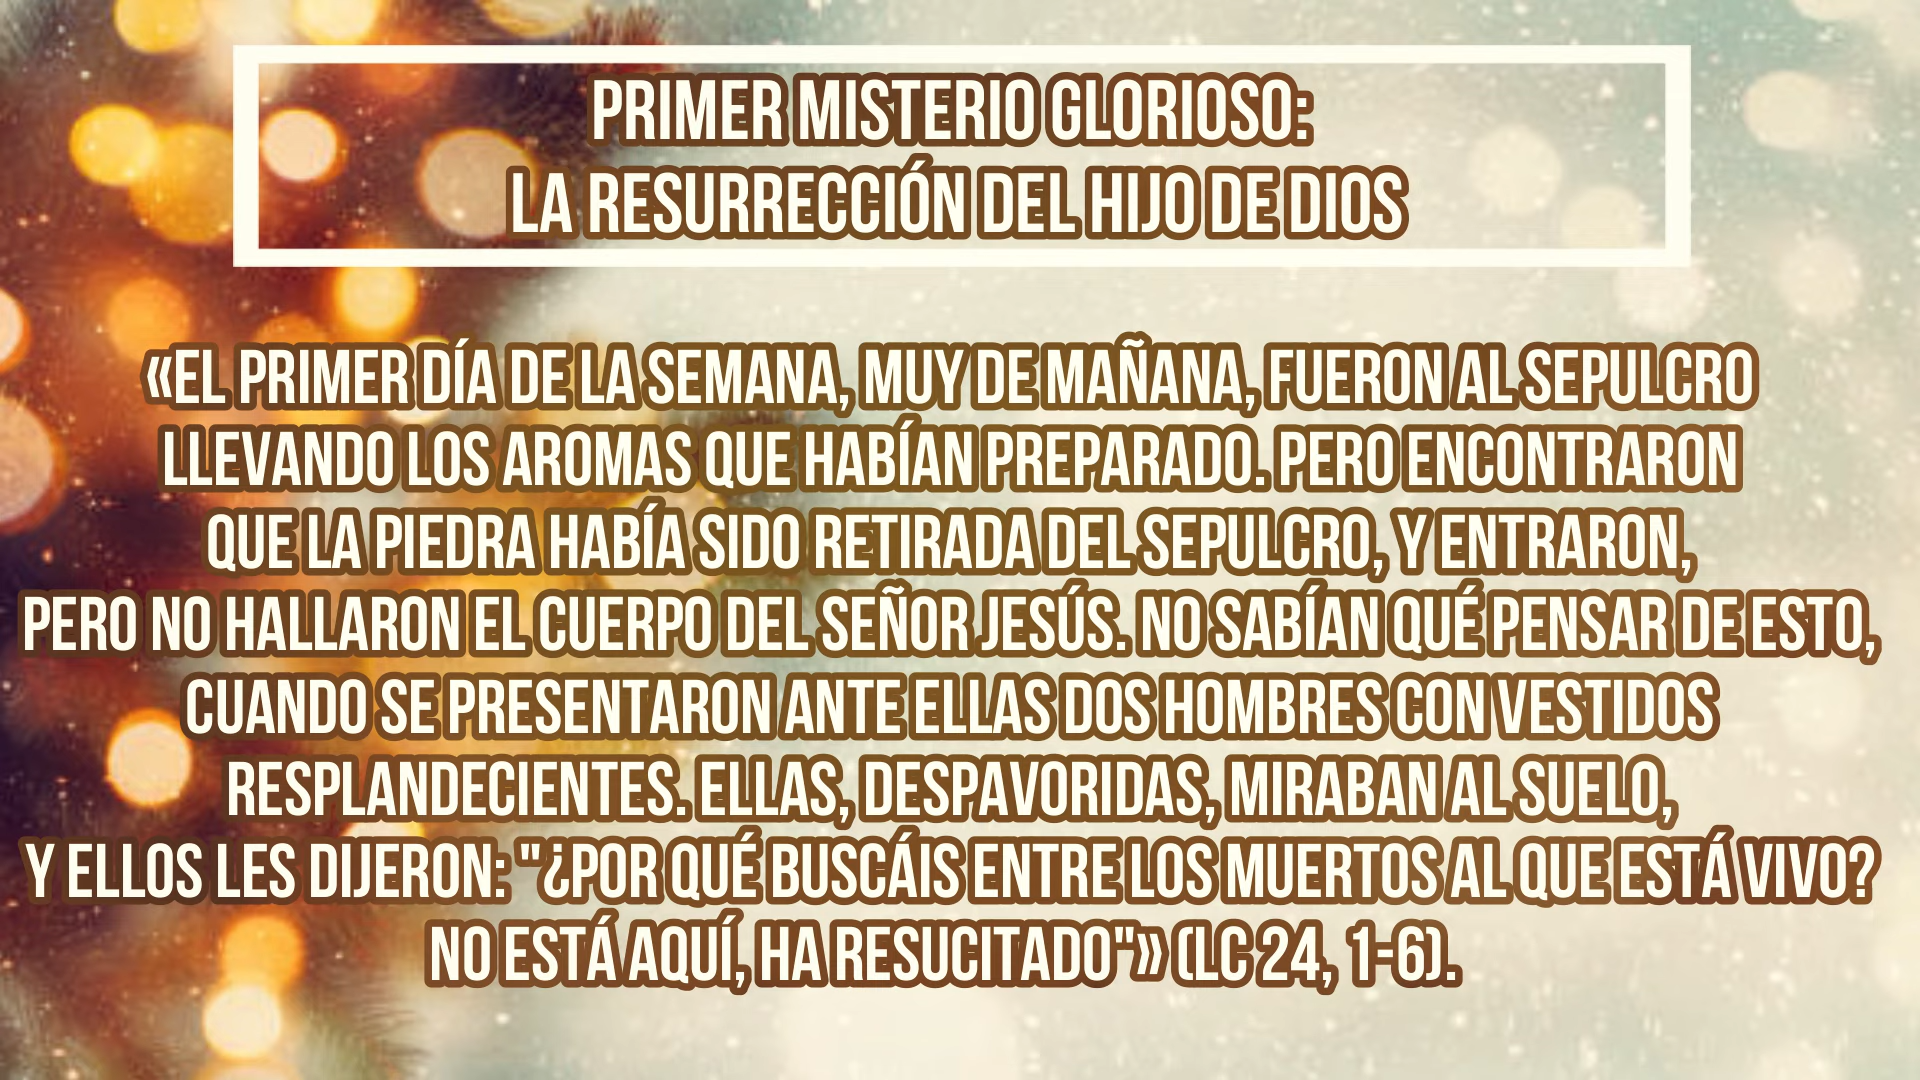 PRIMER MISTERIO GLORIOSO:
LA RESURRECCIÓN DEL HIJO DE DIOS
«EL PRIMER DÍA DE LA SEMANA, MUY DE MAÑANA, FUERON AL SEPULCRO
LLEVANDO LOS AROMAS QUE HABÍAN PREPARADO. PERO ENCONTRARON
QUE LA PIEDRA HABÍA SIDO RETIRADA DEL SEPULCRO, Y ENTRARON,
PERO NO HALLARON EL CUERPO DEL SEÑOR JESÚS. NO SABÍAN QUÉ PENSAR DE ESTO,
CUANDO SE PRESENTARON ANTE ELLAS DOS HOMBRES CON VESTIDOS
RESPLANDECIENTES. ELLAS, DESPAVORIDAS, MIRABAN AL SUELO,
Y ELLOS LES DIJERON: "¿POR QUÉ BUSCÁIS ENTRE LOS MUERTOS AL QUE ESTÁ VIVO?
NO ESTÁ AQUÍ, HA RESUCITADO"» (LC 24, 1-6).